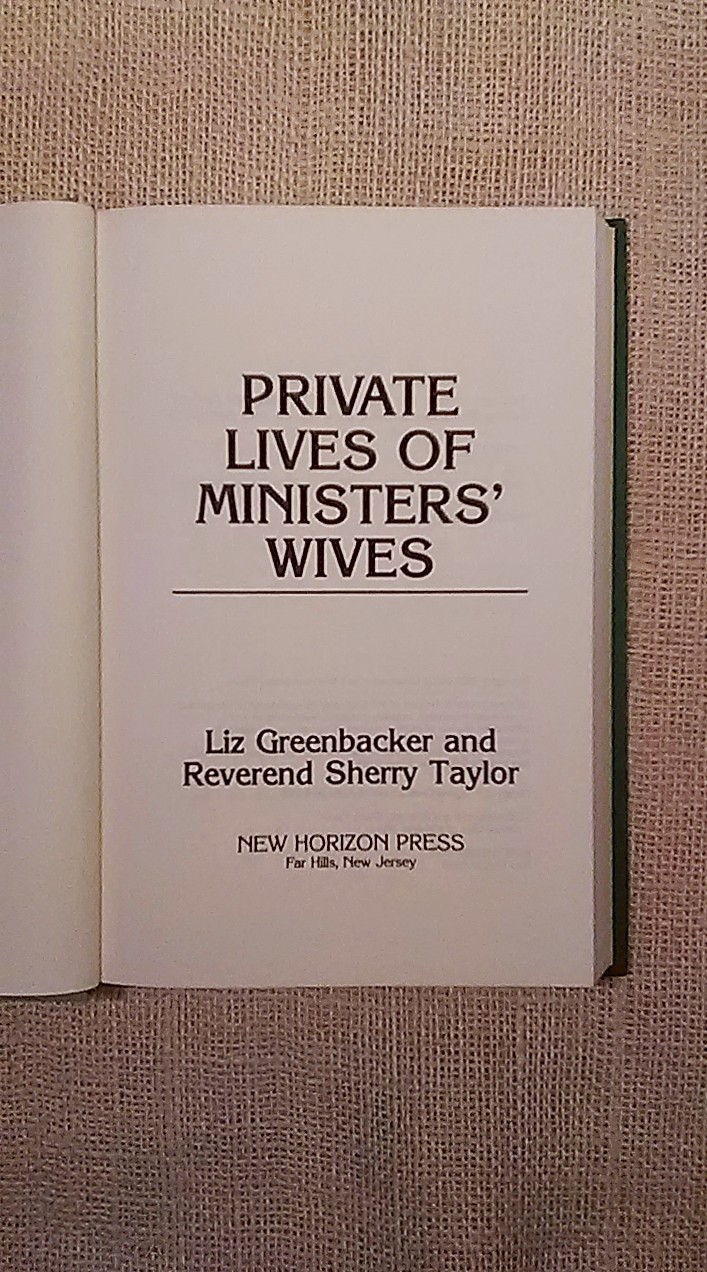 PRIVATE
LIVES OF
MINISTERS’
WIVES
Liz Greenbacker and
Reverend Sherry Taylor
NEW HORIZON PRESS
Far Hills, New Jersey